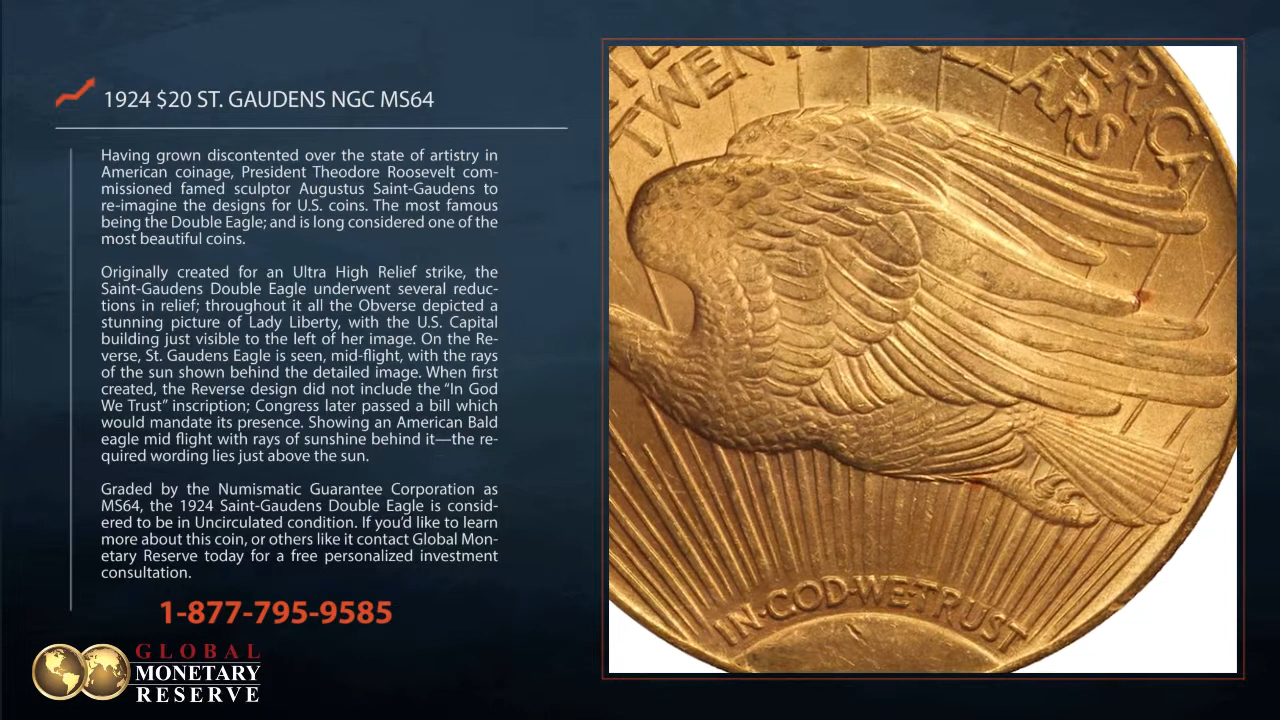 1924 $20 ST. GAUDENS NGC MS64
Having grown discontented over the state of artistry in
American coinage, President Theodore Roosevelt com-
missioned famed sculptor Augustus Saint-Gaudens to
re-imagine the designs for U.S. coins. The most famous
being the Double Eagle; and is long considered one of the
most beautiful coins.
Originally created for an Ultra High Relief strike, the
Saint-Gaudens Double Eagle underwent several reduc-
tions in relief; throughout it all the Obverse depicted a
stunning picture of Lady Liberty, with the U.S. Capital
building just visible to the left of her image. On the Re-
verse, St. Gaudens Eagle is seen, mid-flight, with the rays
of the sun shown behind the detailed image. When first
created, the Reverse design did not include the “In God
We Trust” inscription; Congress later passed a bill which
would mandate its presence. Showing an American Bald
eagle mid flight with rays of sunshine behind it—the re-
quired wording lies just above the sun.
Graded by the Numismatic Guarantee Corporation as
MS64, the 1924 Saint-Gaudens Double Eagle is consid-
ered to be in Uncirculated condition. If you’d like to learn
more about this coin, or others like it contact Global Mon-
etary Reserve today for a free personalized investment
consultation.
1-877-795-9585
GLOBAL
MONETARY
RESERVE
TWENTY DOLLARS
IN·GOD·WE·TRUST